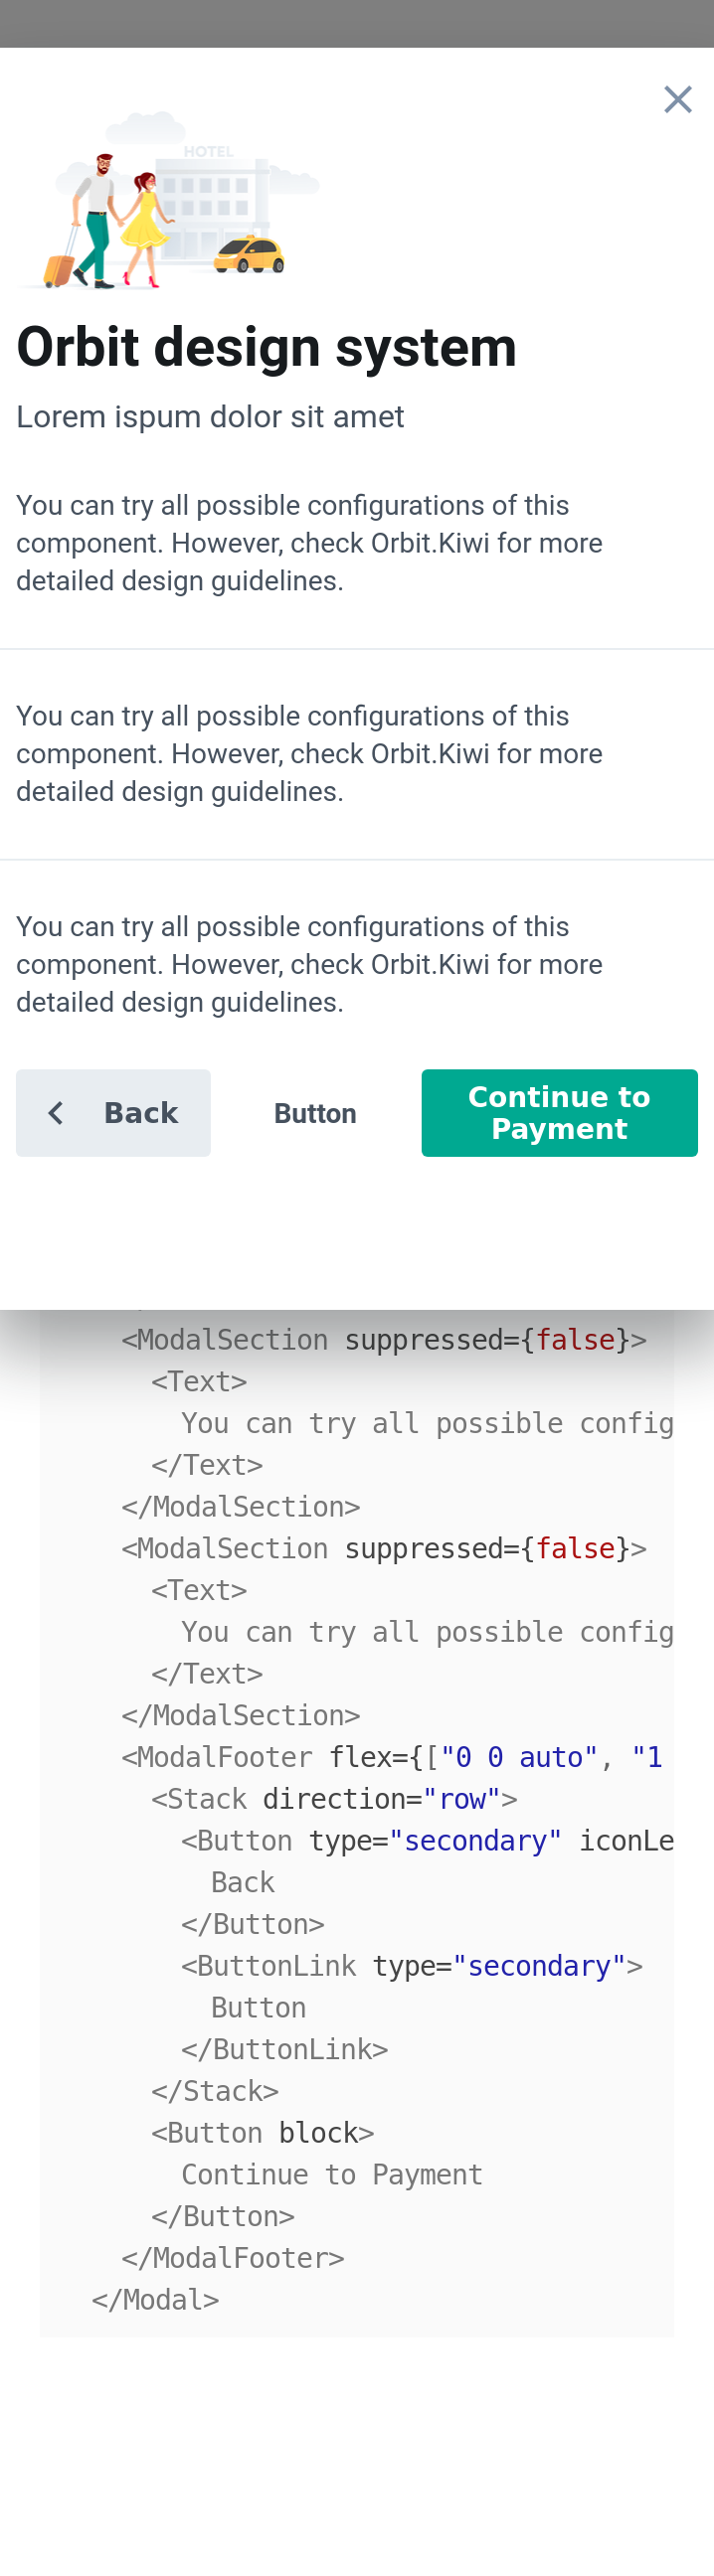 HOTEL
Orbit design system
Lorem ispum dolor sit amet
You can try all possible configurations of this
component. However, check Orbit.Kiwi for more
detailed design guidelines.
You can try all possible configurations of this
component. However, check Orbit.Kiwi for more
detailed design guidelines.
You can try all possible configurations of this
component. However, check Orbit.Kiwi for more
detailed design guidelines.
Back
Button
Continue to
Payment
<ModalSection suppressed={false}>
<Text>
You can try all possible config
</Text>
</ModalSection>
<ModalSection suppressed={false}>
<Text>
You can try all possible config
</Text>
</ModalSection>
<ModalFooter flex={["0 0 auto", "1
<Stack direction="row">
<Button type="secondary" iconLe
Back
</Button>
<ButtonLink type="secondary">
Button
</ButtonLink>
</Stack>
<Button block>
Continue to Payment
</Button>
</ModalFooter>
</Modal>